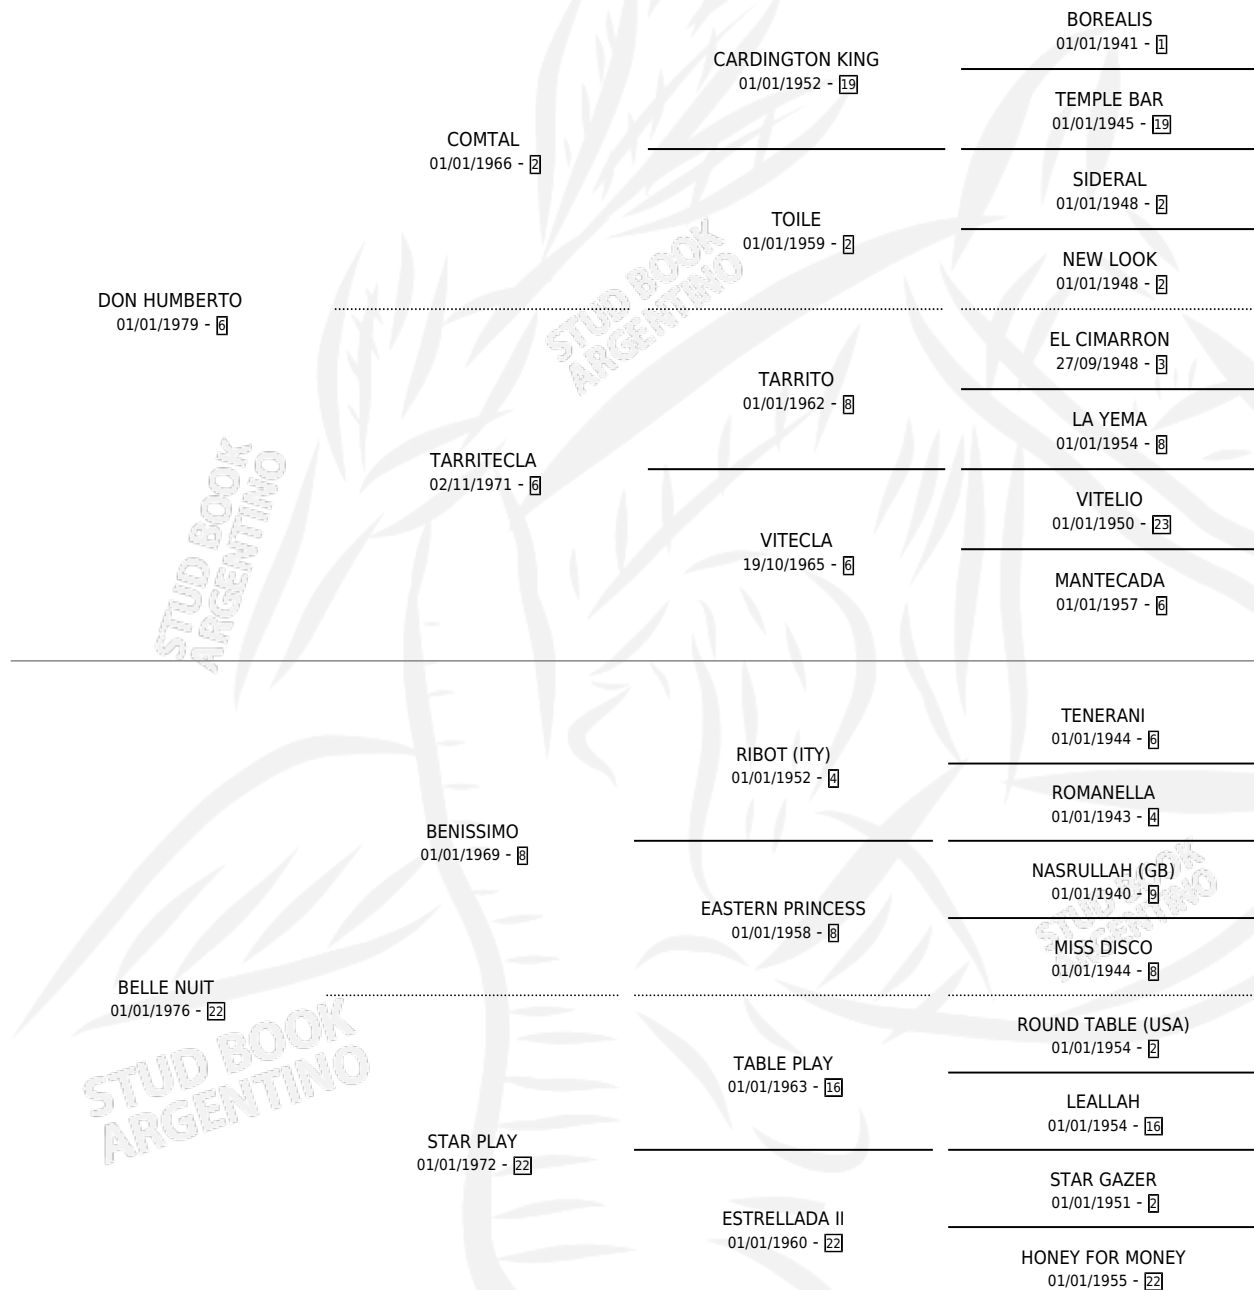 BOREALIS
01/01/1941 - 1
CARDINGTON KING
01/01/1952 - 19
TEMPLE BAR
01/01/1945 - 19
COMTAL
01/01/1966 - 2
SIDERAL
01/01/1948 - 2
TOILE
01/01/1959 - 2
NEW LOOK
01/01/1948 - 2
DON HUMBERTO
01/01/1979 - 6
STUD BOOK
ARGENTINO
EL CIMARRON
27/09/1948 - 3
TARRITO
01/01/1962 - 8
LA YEMA
01/01/1954 - 8
TARRITECLA
02/11/1971 - 6
VITELIO
01/01/1950 - 23
VITECLA
19/10/1965 - 6
MANTECADA
01/01/1957 - 6
STUD BOOK
ARGENTINO
TENERANI
01/01/1944 - 6
RIBOT (ITY)
01/01/1952 - 4
ROMANELLA
01/01/1943 - 4
BENISSIMO
01/01/1969 - 8
NASRULLAH (GB)
01/01/1940 - 9
EASTERN PRINCESS
01/01/1958 - 8
MISS DISCO
01/01/1944 - 8
STUD BOOK
ARGENTINO
BELLE NUIT
01/01/1976 - 22
ROUND TABLE (USA)
01/01/1954 - 2
TABLE PLAY
01/01/1963 - 16
LEALLAH
01/01/1954 - 16
STUD BOOK
ARGENTINO
STAR PLAY
01/01/1972 - 22
STAR GAZER
01/01/1951 - 2
ESTRELLADA II
01/01/1960 - 22
HONEY FOR MONEY
01/01/1955 - 22